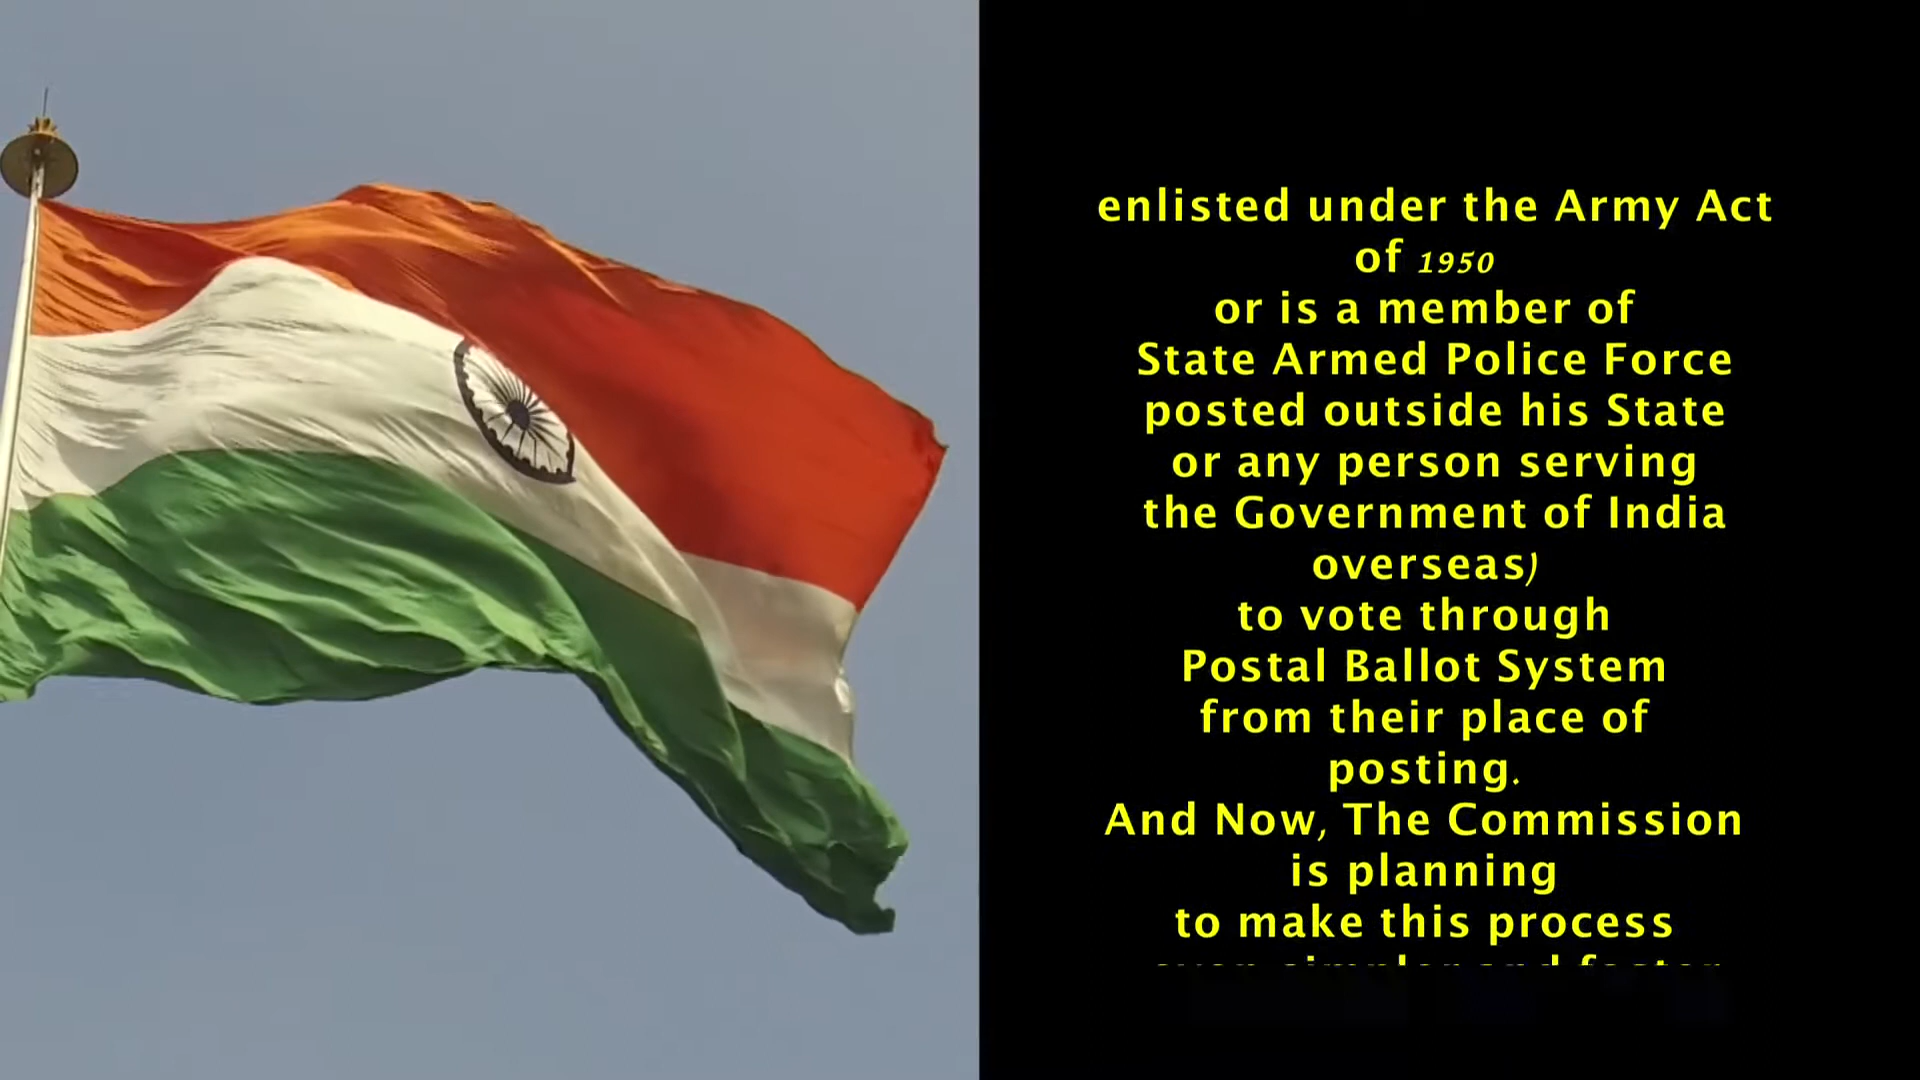 enlisted under the Army Act
of 1950
or is a member of
State Armed Police Force
posted outside his State
or any person serving
the Government of India
overseas)
to vote through
Postal Ballot System
from their place of
posting.
And Now, The Commission
is planning
to make this process